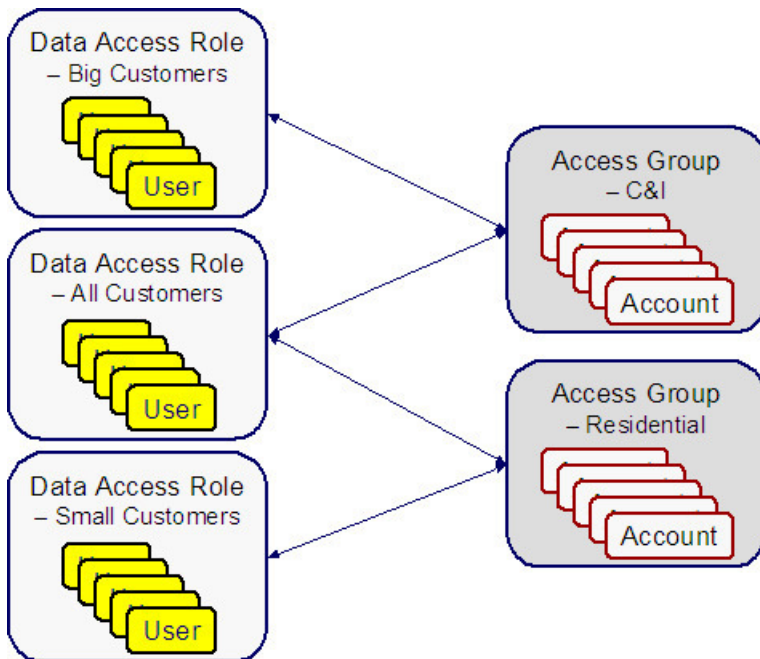 Data Access Role
– Big Customers
User
Data Access Role
– All Customers
User
Data Access Role
– Small Customers
User
Access Group
– C&I
Account
Access Group
– Residential
Account